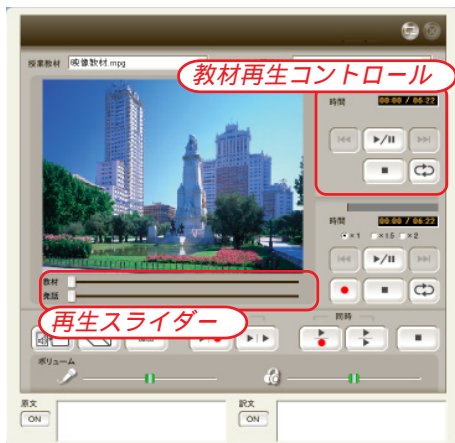 授業教材 映像教材.mpg
教材再生コントロール
時間 00:00 / 06:22
時間 00:00 / 06:22
×1 ×1.5 ×2
教材
発話
再生スライダー
同時
ボリューム
原文
ON
訳文
ON